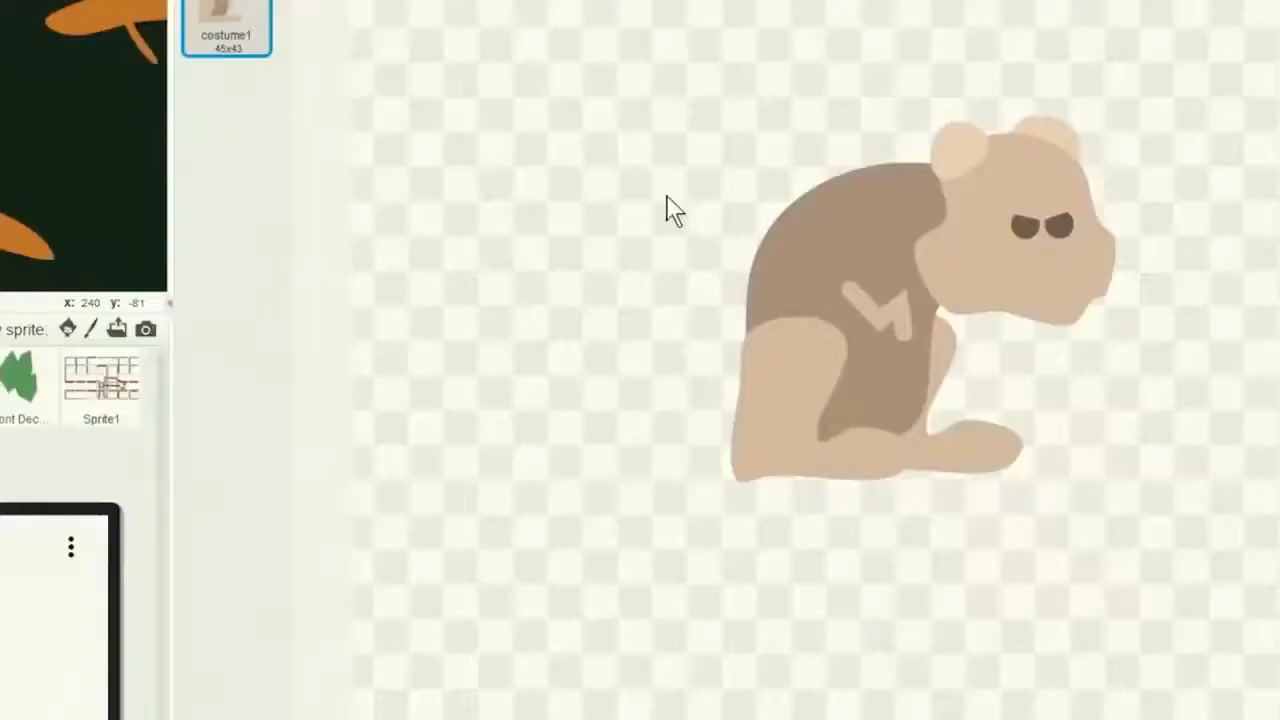 costume1
45x43
x: 240 y: -81
sprite:
ont Dec...
Sprite1